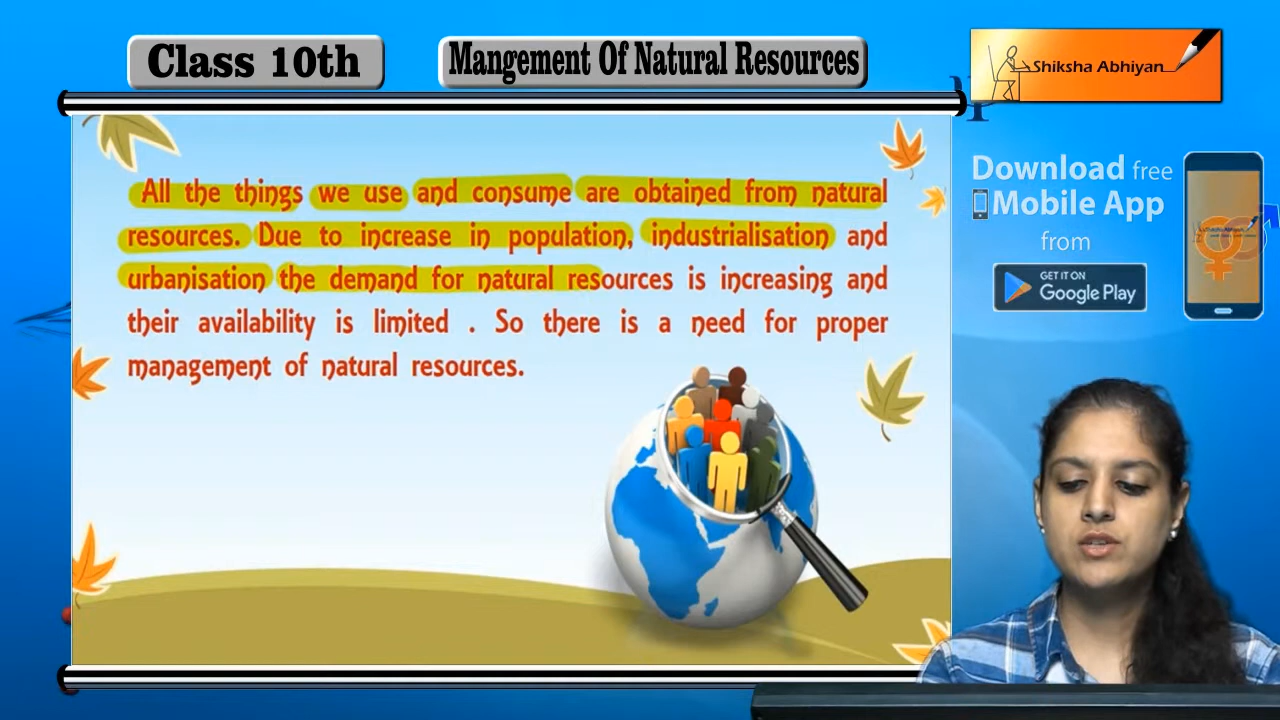 Class 10th
Mangement Of Natural Resources
Shiksha Abhiyan
All the things we use and consume are obtained from natural
resources. Due to increase in population, industrialisation and
urbanisation the demand for natural resources is increasing and
their availability is limited . So there is a need for proper
management of natural resources.
Download free
Mobile App
from
GET IT ON
Google Play